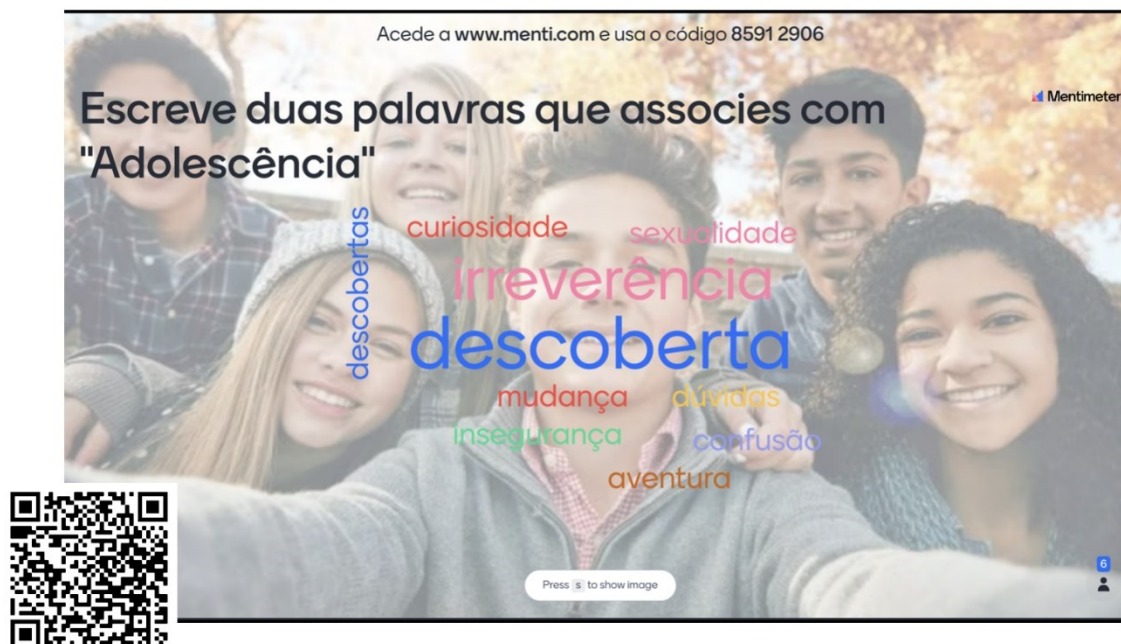 Acede a www.menti.com e usa o código 8591 2906
Mentimeter
Escreve duas palavras que associes com
"Adolescência"
descobertas
curiosidade
sexualidade
irreverência
descoberta
mudança
dúvidas
insegurança
confusão
aventura
Press s to show image
6